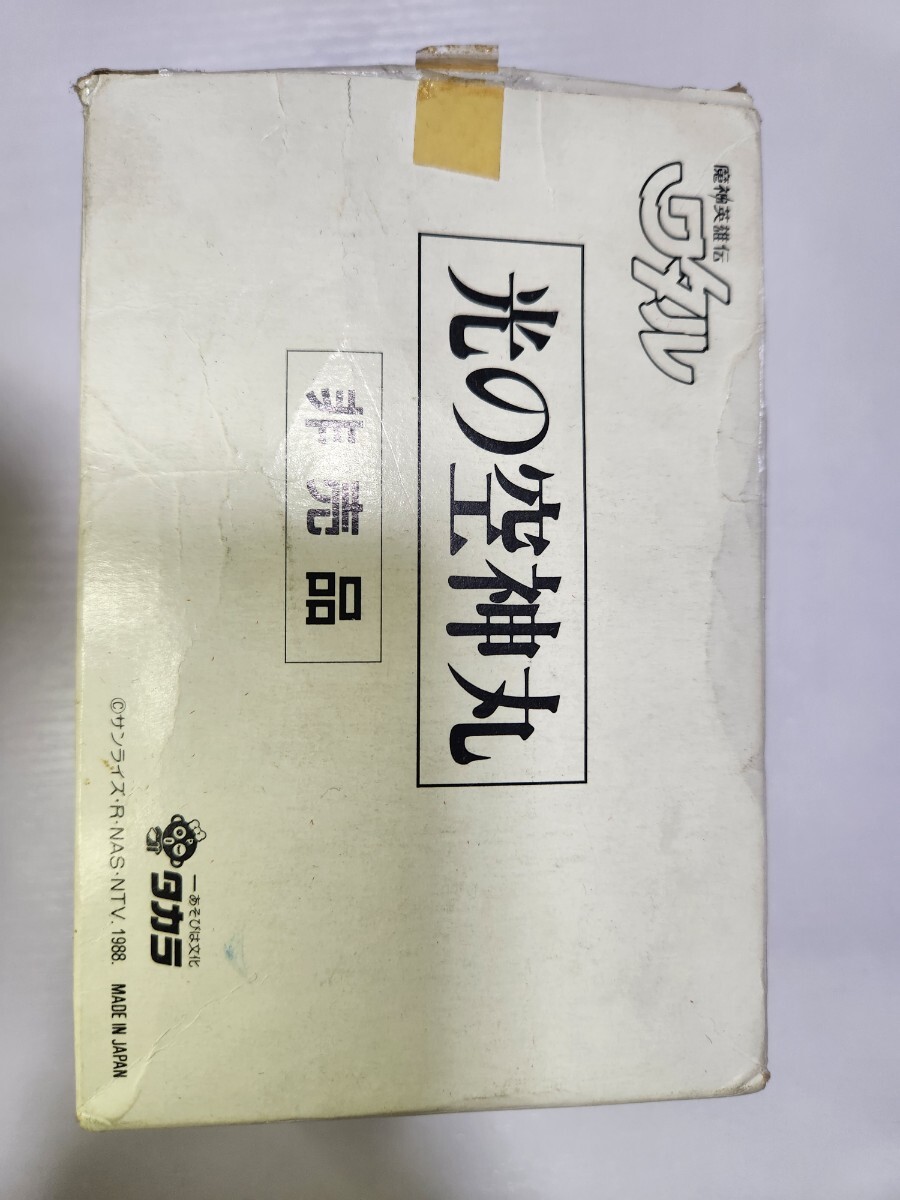 魔神英雄伝
ワタル
光の空神丸
非売品
―あそびは文化
タカラ
©サンライズ・R・NAS・NTV. 1988. MADE IN JAPAN